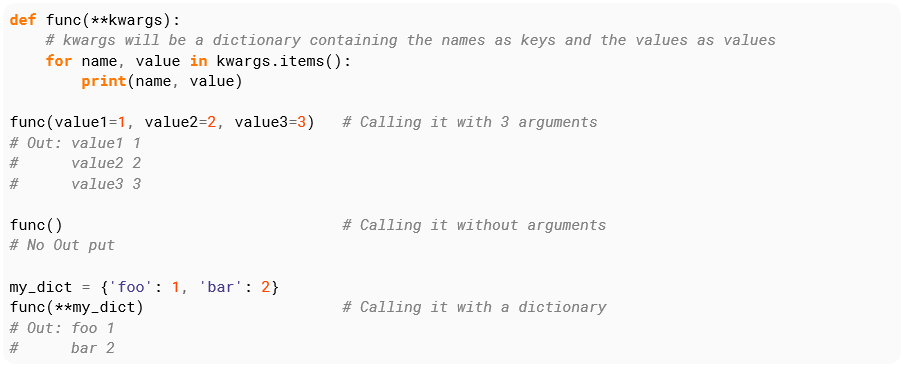 def func(**kwargs):
    # kwargs will be a dictionary containing the names as keys and the values as values
    for name, value in kwargs.items():
        print(name, value)

func(value1=1, value2=2, value3=3)   # Calling it with 3 arguments
# Out: value1 1
#      value2 2
#      value3 3

func()                               # Calling it without arguments
# No Out put

my_dict = {'foo': 1, 'bar': 2}
func(**my_dict)                      # Calling it with a dictionary
# Out: foo 1
#      bar 2